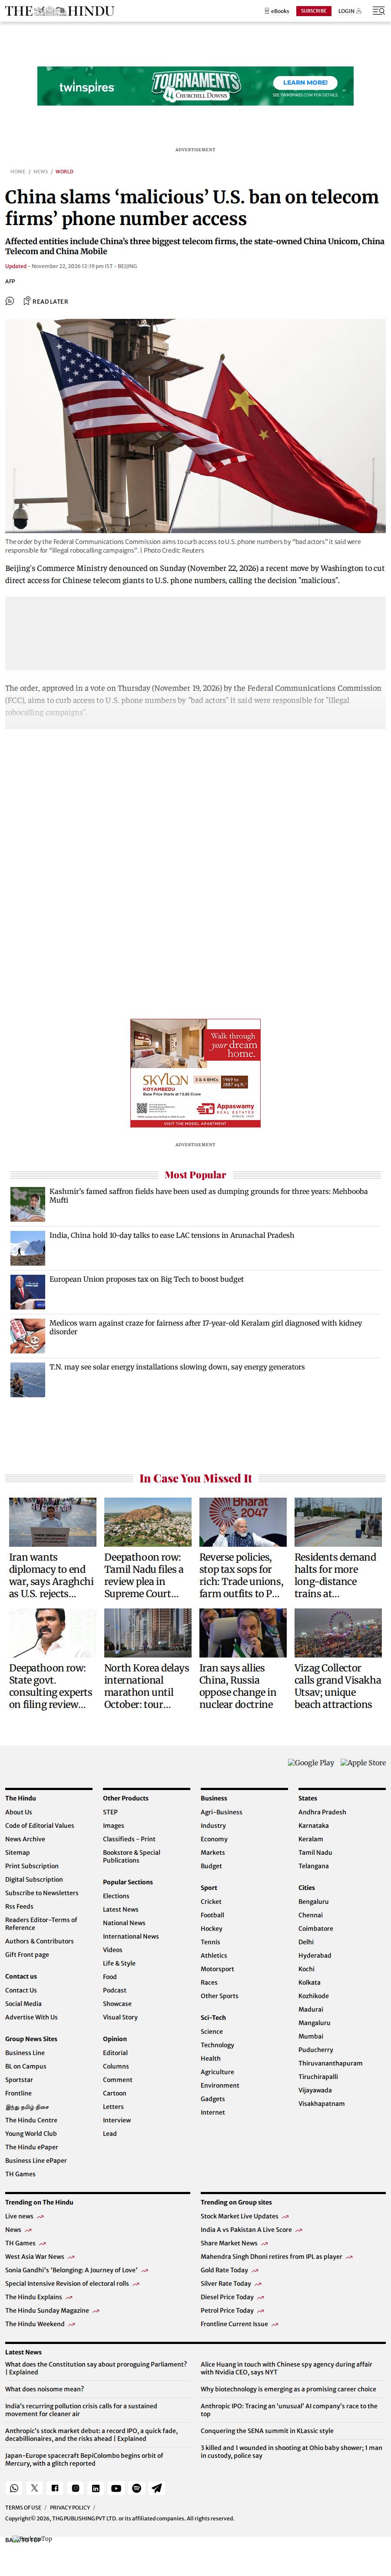 THE HINDU
eBooks
SUBSCRIBE
LOGIN
twinspires
TOURNAMENTS
CHURCHILL DOWNS
LEARN MORE!
SEE TWINSPIRES.COM FOR DETAILS
ADVERTISEMENT
HOME / NEWS / WORLD
China slams ‘malicious’ U.S. ban on telecom
firms’ phone number access
Affected entities include China’s three biggest telecom firms, the state-owned China Unicom, China
Telecom and China Mobile
Updated - November 22, 2026 12:19 pm IST - BEIJING
AFP
READ LATER
The order by the Federal Communications Commission aims to curb access to U.S. phone numbers by "bad actors" it said were
responsible for "illegal robocalling campaigns". | Photo Credit: Reuters
Beijing's Commerce Ministry denounced on Sunday (November 22, 2026) a recent move by Washington to cut
direct access for Chinese telecom giants to U.S. phone numbers, calling the decision "malicious".
The order, approved in a vote on Thursday (November 19, 2026) by the Federal Communications Commission
(FCC), aims to curb access to U.S. phone numbers by "bad actors" it said were responsible for "illegal
robocalling campaigns".
Walk through
your dream
home.
SKYLON
KOYAMBEDU
3 & 4 BHKs
Base Price Starts at ₹2.65 Crore
Appaswamy
VISIT THE MODEL APARTMENT
ADVERTISEMENT
Most Popular
Kashmir’s famed saffron fields have been used as dumping grounds for three years: Mehbooba
Mufti
India, China hold 10-day talks to ease LAC tensions in Arunachal Pradesh
European Union proposes tax on Big Tech to boost budget
Medicos warn against craze for fairness after 17-year-old Keralam girl diagnosed with kidney
disorder
T.N. may see solar energy installations slowing down, say energy generators
In Case You Missed It
BHARAT
2047
Iran wants
diplomacy to end
war, says Araghchi
as U.S. rejects...
Deepathoon row:
Tamil Nadu files a
review plea in
Supreme Court...
Reverse policies,
stop tax sops for
rich: Trade unions,
farm outfits to P...
Residents demand
halts for more
long-distance
trains at...
Deepathoon row:
State govt.
consulting experts
on filing review...
North Korea delays
international
marathon until
October: tour...
Iran says allies
China, Russia
oppose change in
nuclear doctrine
Vizag Collector
calls grand Visakha
Utsav; unique
beach attractions
Google Play
Apple Store
The Hindu
About Us
Code of Editorial Values
News Archive
Sitemap
Print Subscription
Digital Subscription
Subscribe to Newsletters
Rss Feeds
Readers Editor-Terms of
Reference
Authors & Contributors
Gift Front page
Contact us
Contact Us
Social Media
Advertise With Us
Group News Sites
Business Line
BL on Campus
Sportstar
Frontline
இந்து தமிழ் திசை
The Hindu Centre
Young World Club
The Hindu ePaper
Business Line ePaper
TH Games
Other Products
STEP
Images
Classifieds - Print
Bookstore & Special
Publications
Popular Sections
Elections
Latest News
National News
International News
Videos
Life & Style
Food
Podcast
Showcase
Visual Story
Opinion
Editorial
Columns
Comment
Cartoon
Letters
Interview
Lead
Business
Agri-Business
Industry
Economy
Markets
Budget
Sport
Cricket
Football
Hockey
Tennis
Athletics
Motorsport
Races
Other Sports
Sci-Tech
Science
Technology
Health
Agriculture
Environment
Gadgets
Internet
States
Andhra Pradesh
Karnataka
Keralam
Tamil Nadu
Telangana
Cities
Bengaluru
Chennai
Coimbatore
Delhi
Hyderabad
Kochi
Kolkata
Kozhikode
Madurai
Mangaluru
Mumbai
Puducherry
Thiruvananthapuram
Tiruchirapalli
Vijayawada
Visakhapatnam
Trending on The Hindu
Live news
News
TH Games
West Asia War News
Sonia Gandhi's 'Belonging: A Journey of Love'
Special Intensive Revision of electoral rolls
The Hindu Explains
The Hindu Sunday Magazine
The Hindu Weekend
Trending on Group sites
Stock Market Live Updates
India A vs Pakistan A Live Score
Share Market News
Mahendra Singh Dhoni retires from IPL as player
Gold Rate Today
Silver Rate Today
Diesel Price Today
Petrol Price Today
Frontline Current Issue
Latest News
What does the Constitution say about proroguing Parliament?
| Explained
What does noisome mean?
India's recurring pollution crisis calls for a sustained
movement for cleaner air
Anthropic's stock market debut: a record IPO, a quick fade,
decabillionaires, and the risks ahead | Explained
Japan-Europe spacecraft BepiColombo begins orbit of
Mercury, with a glitch reported
Alice Huang in touch with Chinese spy agency during affair
with Nvidia CEO, says NYT
Why biotechnology is emerging as a promising career choice
Anthropic IPO: Tracing an ‘unusual’ AI company's race to the
top
Conquering the SENA summit in KLassic style
3 killed and 1 wounded in shooting at Ohio baby shower; 1 man
in custody, police say
TERMS OF USE / PRIVACY POLICY /
Copyright© 2026, THG PUBLISHING PVT LTD. or its affiliated companies. All rights reserved.
BACK TO TOP